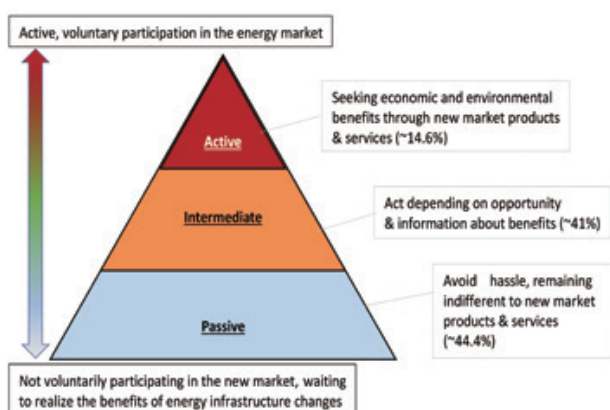 Active, voluntary participation in the energy market
Seeking economic and environmental
benefits through new market products
& services (~14.6%)
Active
Act depending on opportunity
& information about benefits (~41%)
Intermediate
Avoid hassle, remaining
indifferent to new market
products & services
(~44.4%)
Passive
Not voluntarily participating in the new market, waiting
to realize the benefits of energy infrastructure changes